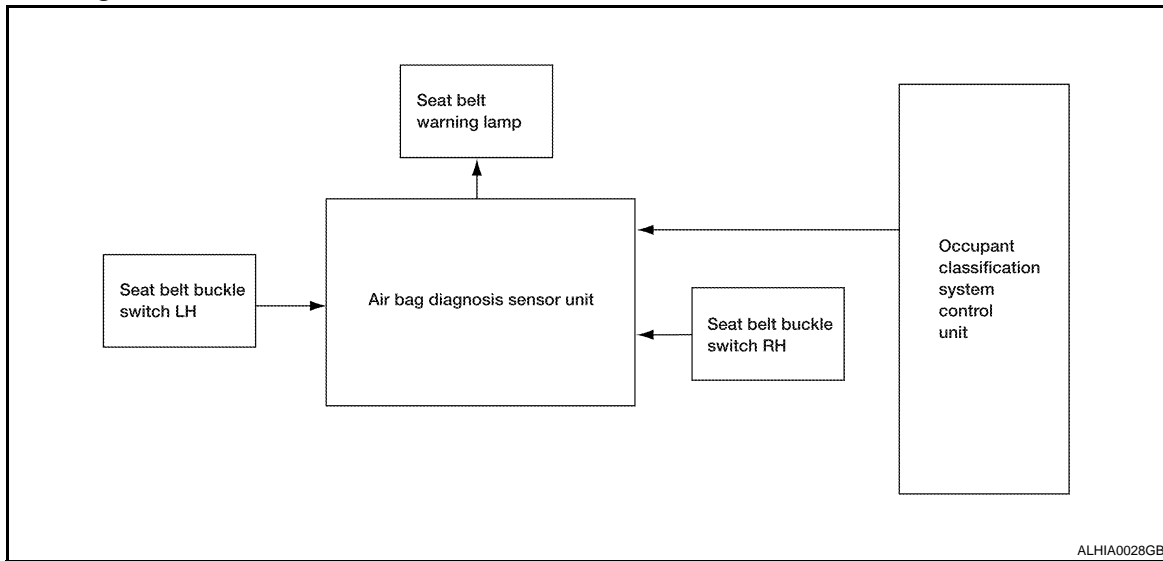 Seat belt
warning lamp
Seat belt buckle
switch LH
Air bag diagnosis sensor unit
Seat belt buckle
switch RH
Occupant
classification
system
control
unit
ALHIA0028GB